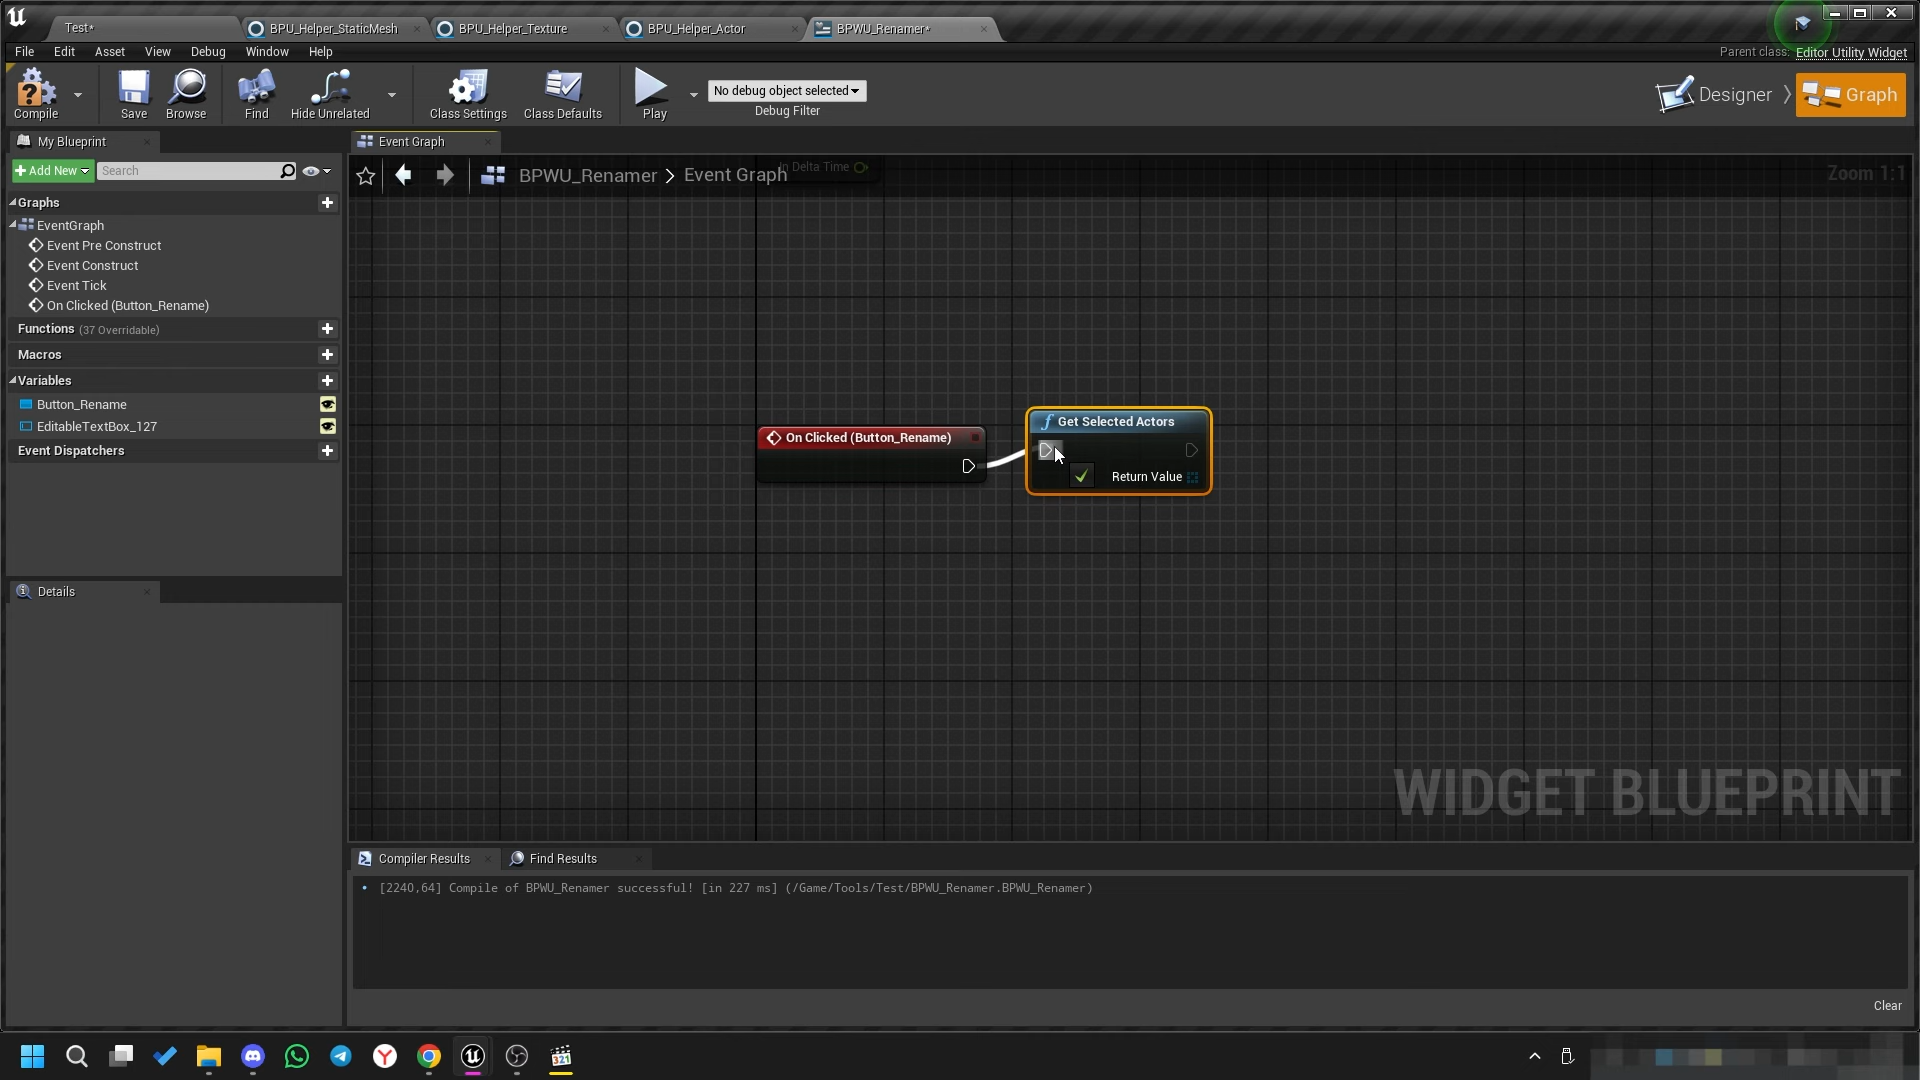 Test*
BPU_Helper_StaticMesh
BPU_Helper_Texture
BPU_Helper_Actor
BPWU_Renamer*
File Edit Asset View Debug Window Help
Parent class: Editor Utility Widget
Compile
Save
Browse
Find
Hide Unrelated
Class Settings
Class Defaults
Play
No debug object selected
Debug Filter
Designer
Graph
My Blueprint
Event Graph
Add New
Search
BPWU_Renamer > Event Graph
In Delta Time
Zoom 1:1
Graphs
EventGraph
Event Pre Construct
Event Construct
Event Tick
On Clicked (Button_Rename)
Functions (37 Overridable)
Macros
Variables
Button_Rename
EditableTextBox_127
Event Dispatchers
On Clicked (Button_Rename)
Get Selected Actors
Return Value
Details
WIDGET BLUEPRINT
Compiler Results
Find Results
[2240,64] Compile of BPWU_Renamer successful! [in 227 ms] (/Game/Tools/Test/BPWU_Renamer.BPWU_Renamer)
Clear
321